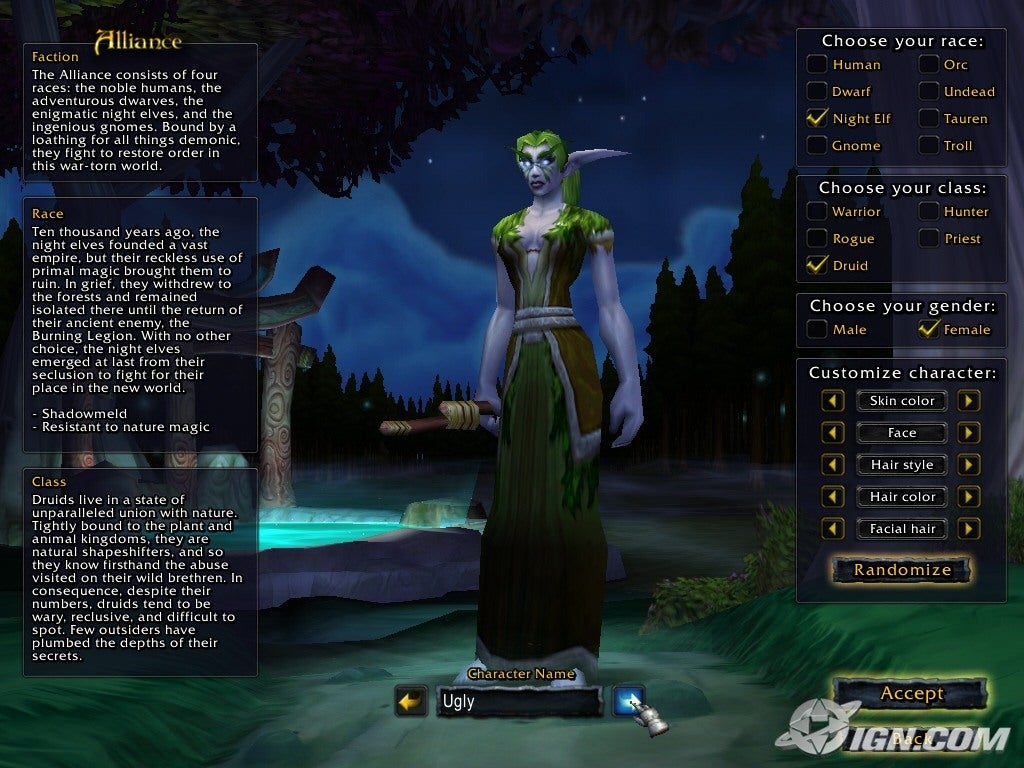 Alliance
Faction
The Alliance consists of four
races: the noble humans, the
adventurous dwarves, the
enigmatic night elves, and the
ingenious gnomes. Bound by a
loathing for all things demonic,
they fight to restore order in
this war-torn world.
Race
Ten thousand years ago, the
night elves founded a vast
empire, but their reckless use of
primal magic brought them to
ruin. In grief, they withdrew to
the forests and remained
isolated there until the return of
their ancient enemy, the
Burning Legion. With no other
choice, the night elves
emerged at last from their
seclusion to fight for their
place in the new world.
- Shadowmeld
- Resistant to nature magic
Class
Druids live in a state of
unparalleled union with nature.
Tightly bound to the plant and
animal kingdoms, they are
natural shapeshifters, and so
they know firsthand the abuse
visited on their wild brethren. In
consequence, despite their
numbers, druids tend to be
wary, reclusive, and difficult to
spot. Few outsiders have
plumbed the depths of their
secrets.
Character Name
Ugly
Choose your race:
Human Orc
Dwarf Undead
Night Elf Tauren
Gnome Troll
Choose your class:
Warrior Hunter
Rogue Priest
Druid
Choose your gender:
Male Female
Customize character:
Skin color
Face
Hair style
Hair color
Facial hair
Randomize
Accept
Back
IGN.COM